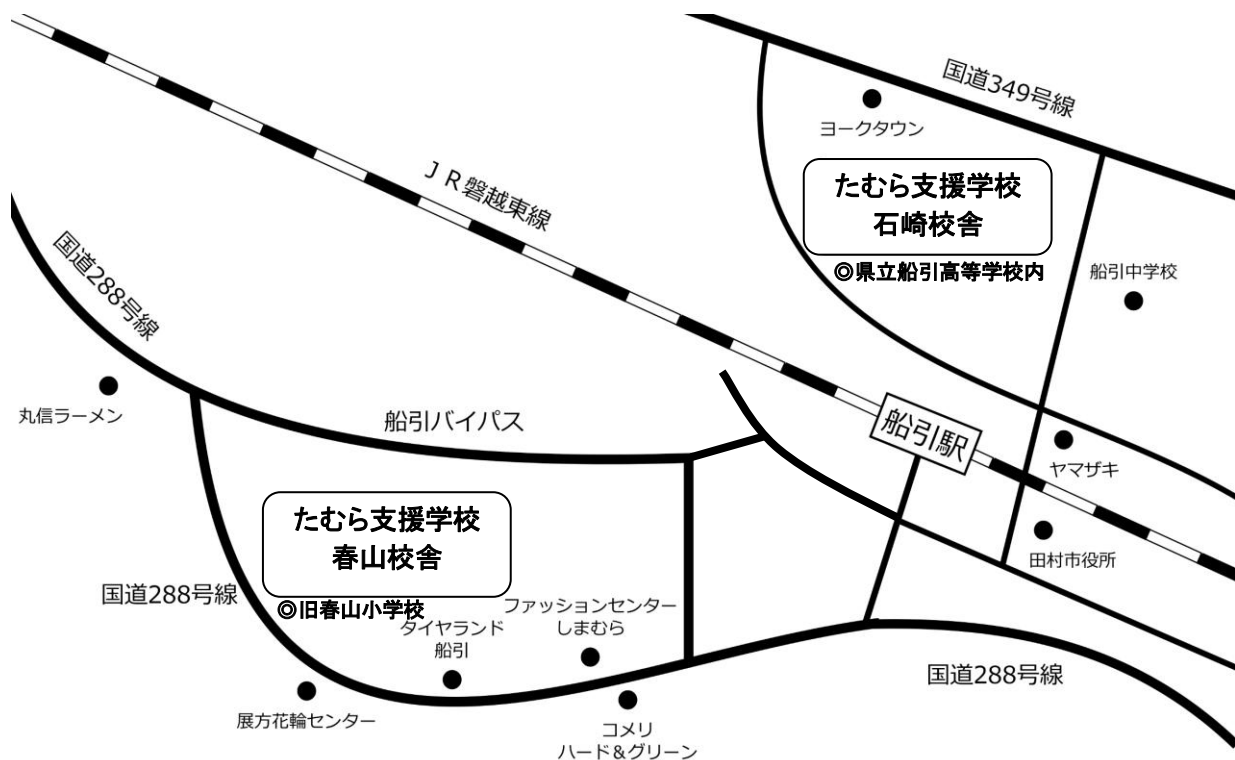 国道349号線
ヨークタウン
たむら支援学校
石崎校舎
◎県立船引高等学校内
船引中学校
ＪＲ磐越東線
国道288号線
丸信ラーメン
船引バイパス
船引駅
ヤマザキ
田村市役所
たむら支援学校
春山校舎
◎旧春山小学校
国道288号線
ファッションセンター
しまむら
タイヤランド
船引
国道288号線
展方花輪センター
コメリ
ハード＆グリーン